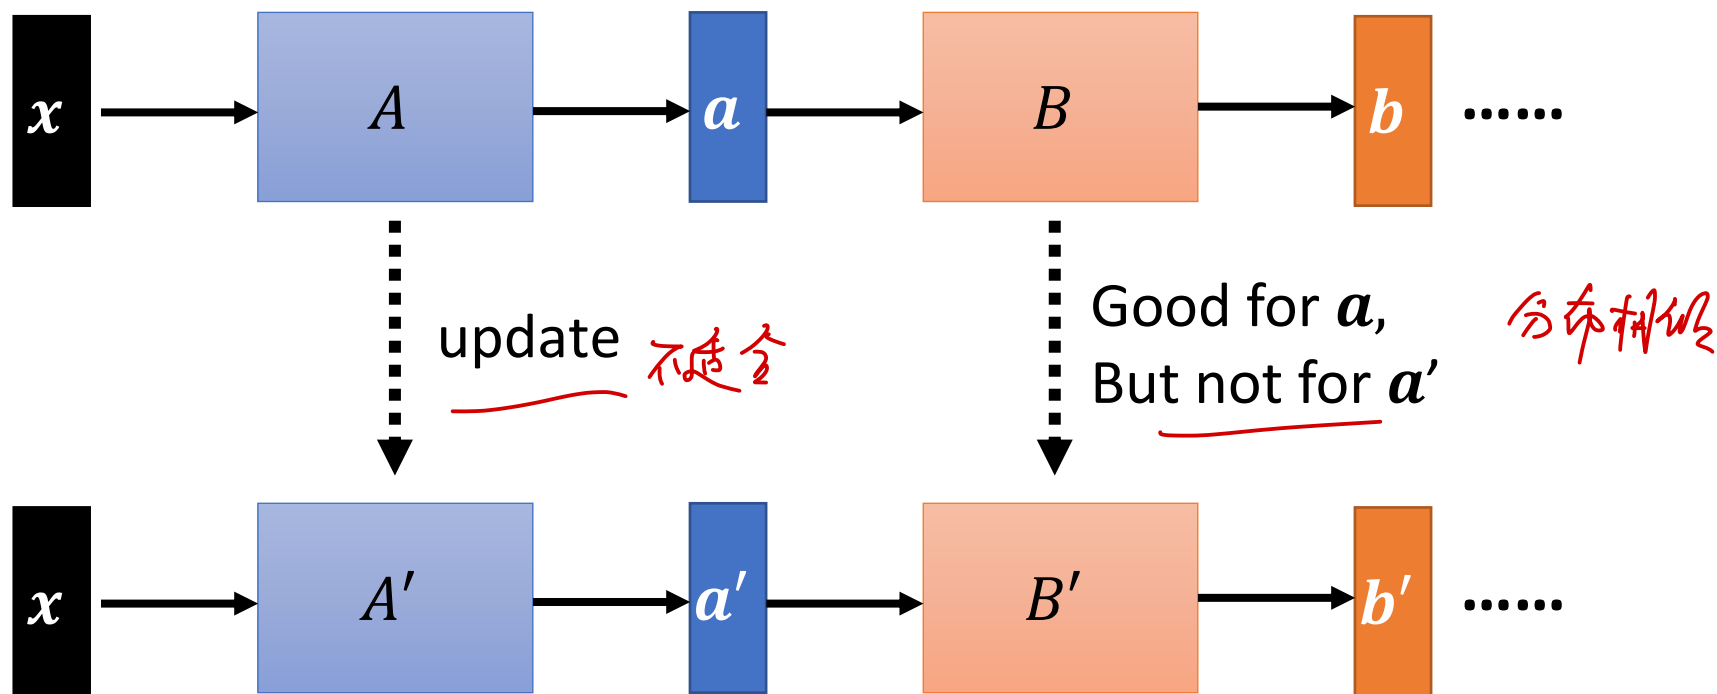 x A a B b ……
update 不适合
Good for a,
But not for a′
分布相似
x A′ a′ B′ b′ ……